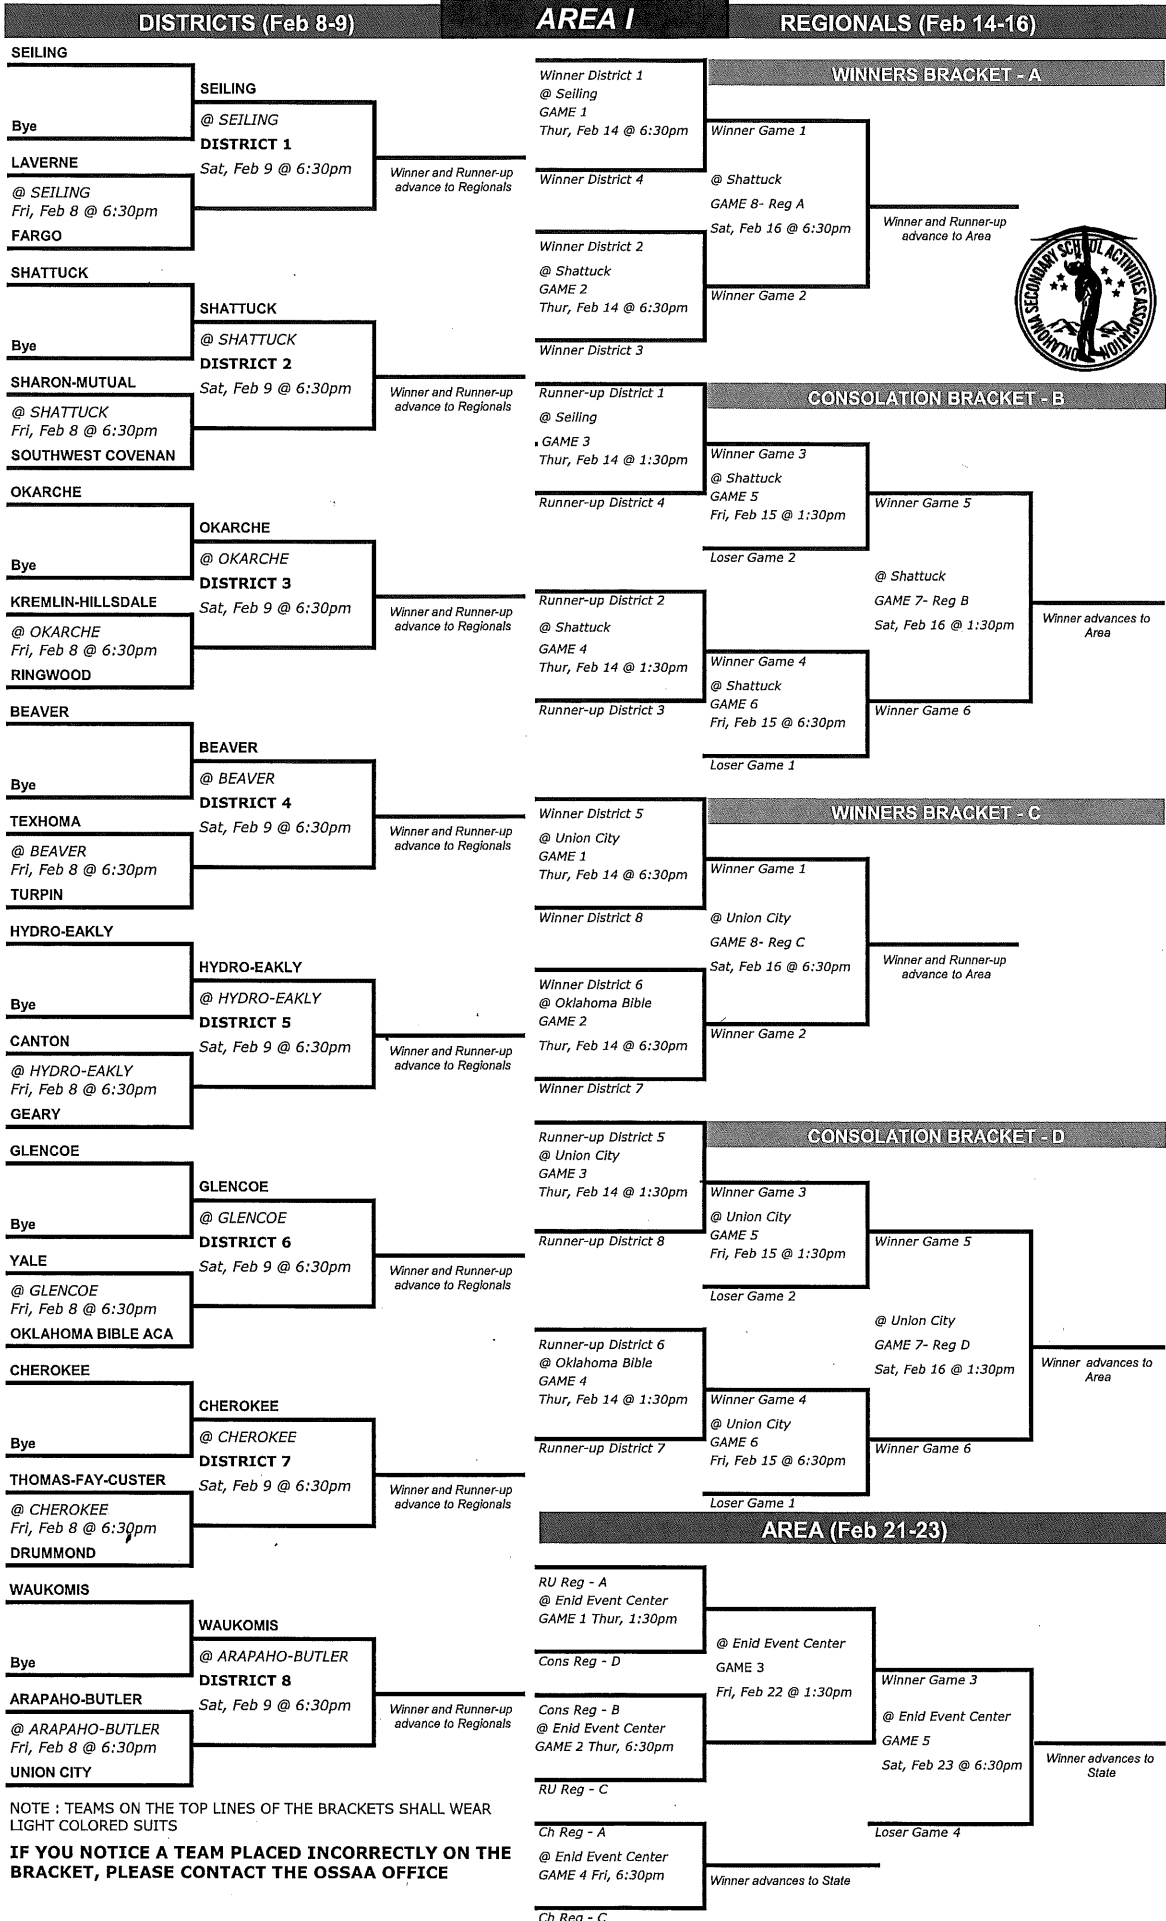 DISTRICTS (Feb 8-9)
AREA I
REGIONALS (Feb 14-16)
SEILING
Bye
SEILING
@ SEILING
DISTRICT 1
Sat, Feb 9 @ 6:30pm
LAVERNE
@ SEILING
Fri, Feb 8 @ 6:30pm
FARGO
Winner and Runner-up
advance to Regionals
SHATTUCK
Bye
SHATTUCK
@ SHATTUCK
DISTRICT 2
Sat, Feb 9 @ 6:30pm
SHARON-MUTUAL
@ SHATTUCK
Fri, Feb 8 @ 6:30pm
SOUTHWEST COVENAN
Winner and Runner-up
advance to Regionals
OKARCHE
Bye
OKARCHE
@ OKARCHE
DISTRICT 3
Sat, Feb 9 @ 6:30pm
KREMLIN-HILLSDALE
@ OKARCHE
Fri, Feb 8 @ 6:30pm
RINGWOOD
Winner and Runner-up
advance to Regionals
BEAVER
Bye
BEAVER
@ BEAVER
DISTRICT 4
Sat, Feb 9 @ 6:30pm
TEXHOMA
@ BEAVER
Fri, Feb 8 @ 6:30pm
TURPIN
Winner and Runner-up
advance to Regionals
HYDRO-EAKLY
Bye
HYDRO-EAKLY
@ HYDRO-EAKLY
DISTRICT 5
Sat, Feb 9 @ 6:30pm
CANTON
@ HYDRO-EAKLY
Fri, Feb 8 @ 6:30pm
GEARY
Winner and Runner-up
advance to Regionals
GLENCOE
Bye
GLENCOE
@ GLENCOE
DISTRICT 6
Sat, Feb 9 @ 6:30pm
YALE
@ GLENCOE
Fri, Feb 8 @ 6:30pm
OKLAHOMA BIBLE ACA
Winner and Runner-up
advance to Regionals
CHEROKEE
Bye
CHEROKEE
@ CHEROKEE
DISTRICT 7
Sat, Feb 9 @ 6:30pm
THOMAS-FAY-CUSTER
@ CHEROKEE
Fri, Feb 8 @ 6:30pm
DRUMMOND
Winner and Runner-up
advance to Regionals
WAUKOMIS
Bye
WAUKOMIS
@ ARAPAHO-BUTLER
DISTRICT 8
Sat, Feb 9 @ 6:30pm
ARAPAHO-BUTLER
@ ARAPAHO-BUTLER
Fri, Feb 8 @ 6:30pm
UNION CITY
Winner and Runner-up
advance to Regionals
NOTE : TEAMS ON THE TOP LINES OF THE BRACKETS SHALL WEAR
LIGHT COLORED SUITS
IF YOU NOTICE A TEAM PLACED INCORRECTLY ON THE
BRACKET, PLEASE CONTACT THE OSSAA OFFICE
WINNERS BRACKET - A
Winner District 1
@ Seiling
GAME 1
Thur, Feb 14 @ 6:30pm
Winner District 4
Winner Game 1
@ Shattuck
GAME 8- Reg A
Sat, Feb 16 @ 6:30pm
Winner District 2
@ Shattuck
GAME 2
Thur, Feb 14 @ 6:30pm
Winner District 3
Winner Game 2
Winner and Runner-up
advance to Area
OKLAHOMA SECONDARY SCHOOL ACTIVITIES ASSOCIATION
CONSOLATION BRACKET - B
Runner-up District 1
@ Seiling
GAME 3
Thur, Feb 14 @ 1:30pm
Runner-up District 4
Winner Game 3
@ Shattuck
GAME 5
Fri, Feb 15 @ 1:30pm
Loser Game 2
Winner Game 5
@ Shattuck
GAME 7- Reg B
Sat, Feb 16 @ 1:30pm
Winner advances to
Area
Runner-up District 2
@ Shattuck
GAME 4
Thur, Feb 14 @ 1:30pm
Runner-up District 3
Winner Game 4
@ Shattuck
GAME 6
Fri, Feb 15 @ 6:30pm
Loser Game 1
Winner Game 6
WINNERS BRACKET - C
Winner District 5
@ Union City
GAME 1
Thur, Feb 14 @ 6:30pm
Winner District 8
Winner Game 1
@ Union City
GAME 8- Reg C
Sat, Feb 16 @ 6:30pm
Winner District 6
@ Oklahoma Bible
GAME 2
Thur, Feb 14 @ 6:30pm
Winner District 7
Winner Game 2
Winner and Runner-up
advance to Area
CONSOLATION BRACKET - D
Runner-up District 5
@ Union City
GAME 3
Thur, Feb 14 @ 1:30pm
Runner-up District 8
Winner Game 3
@ Union City
GAME 5
Fri, Feb 15 @ 1:30pm
Loser Game 2
Winner Game 5
@ Union City
GAME 7- Reg D
Sat, Feb 16 @ 1:30pm
Winner advances to
Area
Runner-up District 6
@ Oklahoma Bible
GAME 4
Thur, Feb 14 @ 1:30pm
Runner-up District 7
Winner Game 4
@ Union City
GAME 6
Fri, Feb 15 @ 6:30pm
Loser Game 1
Winner Game 6
AREA (Feb 21-23)
RU Reg - A
@ Enid Event Center
GAME 1 Thur, 1:30pm
Cons Reg - D
@ Enid Event Center
GAME 3
Fri, Feb 22 @ 1:30pm
Cons Reg - B
@ Enid Event Center
GAME 2 Thur, 6:30pm
RU Reg - C
Winner Game 3
@ Enid Event Center
GAME 5
Sat, Feb 23 @ 6:30pm
Loser Game 4
Winner advances to
State
Ch Reg - A
@ Enid Event Center
GAME 4 Fri, 6:30pm
Ch Reg - C
Winner advances to State